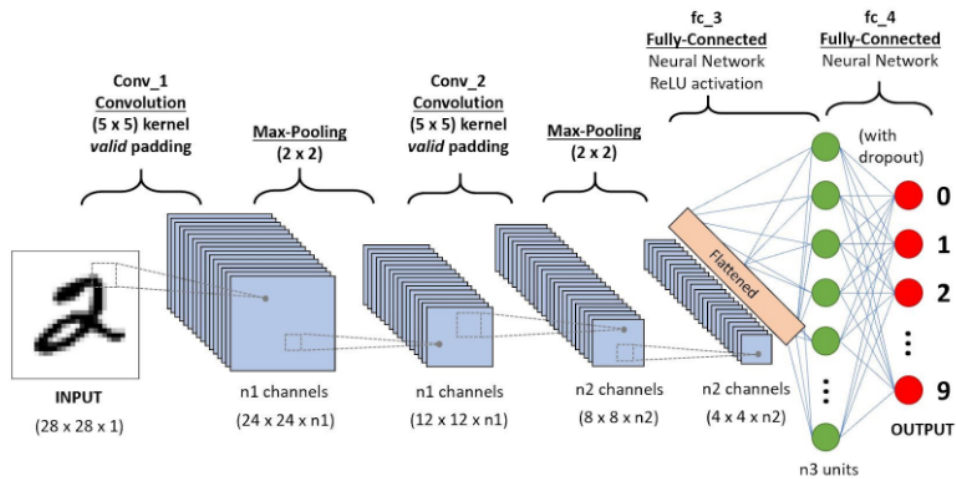 fc_3
Fully-Connected
Neural Network
ReLU activation
fc_4
Fully-Connected
Neural Network
Conv_1
Convolution
(5 x 5) kernel
valid padding
Max-Pooling
(2 x 2)
Conv_2
Convolution
(5 x 5) kernel
valid padding
Max-Pooling
(2 x 2)
(with
dropout)
Flattened
0
1
2
9
INPUT
(28 x 28 x 1)
n1 channels
(24 x 24 x n1)
n1 channels
(12 x 12 x n1)
n2 channels
(8 x 8 x n2)
n2 channels
(4 x 4 x n2)
OUTPUT
n3 units
2